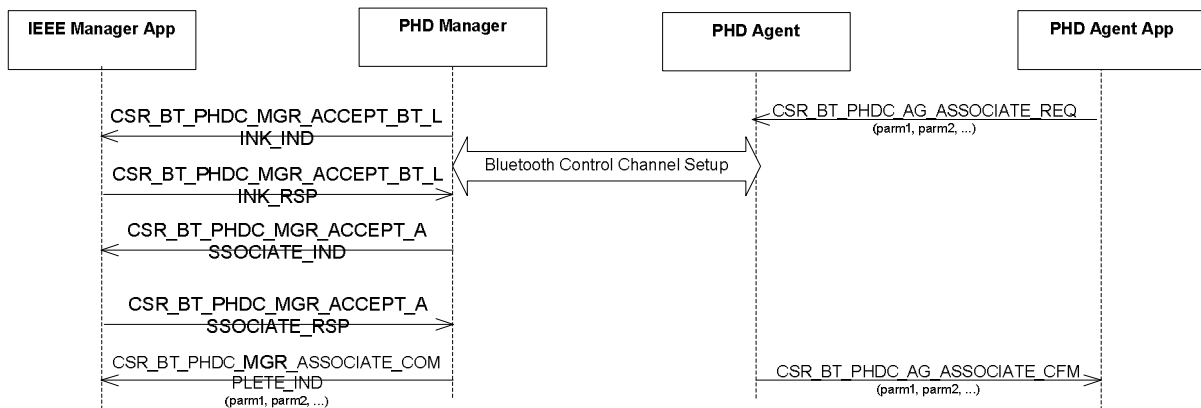 IEEE Manager App
PHD Manager
PHD Agent
PHD Agent App
CSR_BT_PHDC_MGR_ACCEPT_BT_L
INK_IND
CSR_BT_PHDC_AG_ASSOCIATE_REQ
(parm1, parm2, ...)
Bluetooth Control Channel Setup
CSR_BT_PHDC_MGR_ACCEPT_BT_L
INK_RSP
CSR_BT_PHDC_MGR_ACCEPT_A
SSOCIATE_IND
CSR_BT_PHDC_MGR_ACCEPT_A
SSOCIATE_RSP
CSR_BT_PHDC_MGR_ASSOCIATE_COM
PLETE_IND
(parm1, parm2, ...)
CSR_BT_PHDC_AG_ASSOCIATE_CFM
(parm1, parm2, ...)